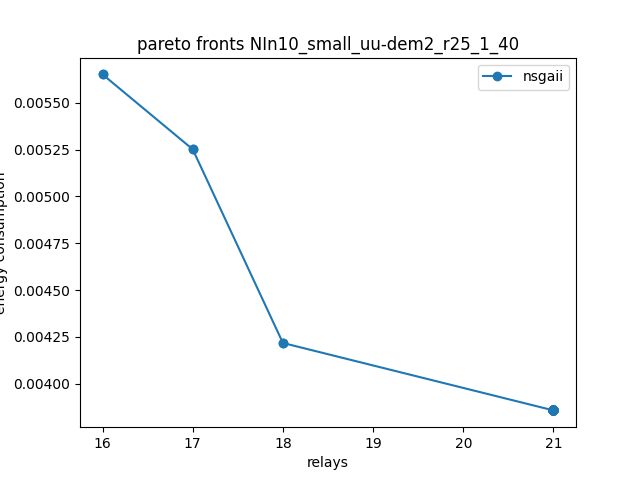 pareto fronts NIn10_small_uu-dem2_r25_1_40
nsgaii
0.00550
0.00525
0.00500
0.00475
0.00450
0.00425
0.00400
energy consumption
16 17 18 19 20 21
relays